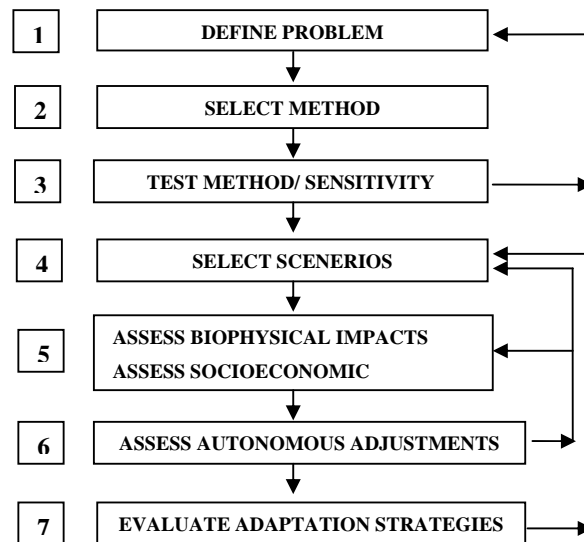 1 DEFINE PROBLEM
2 SELECT METHOD
3 TEST METHOD/ SENSITIVITY
4 SELECT SCENERIOS
5 ASSESS BIOPHYSICAL IMPACTS
ASSESS SOCIOECONOMIC
6 ASSESS AUTONOMOUS ADJUSTMENTS
7 EVALUATE ADAPTATION STRATEGIES